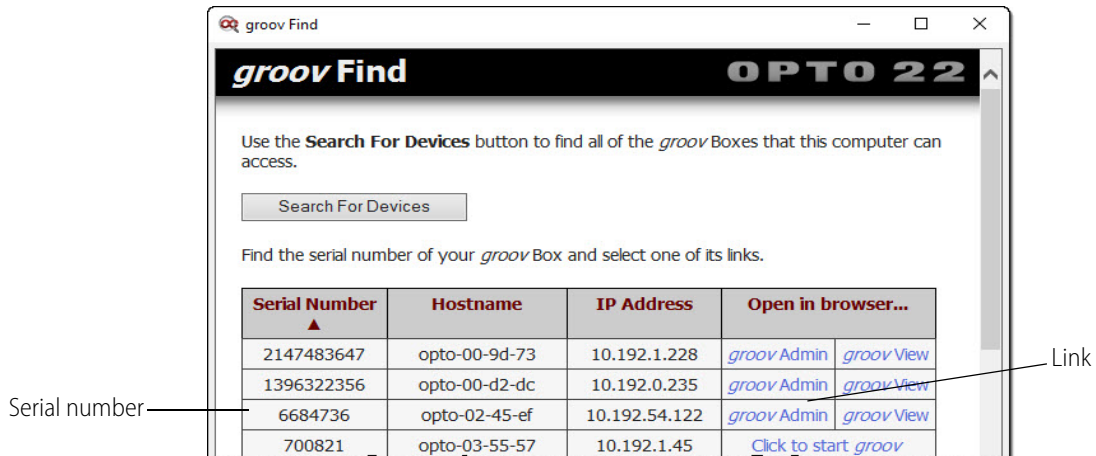 groov Find
groov Find OPTO 22
Use the Search For Devices button to find all of the groov Boxes that this computer can
access.
Search For Devices
Find the serial number of your groov Box and select one of its links.
Serial Number ▲ Hostname IP Address Open in browser...
2147483647 opto-00-9d-73 10.192.1.228 groov Admin groov View
Link
1396322356 opto-00-d2-dc 10.192.0.235 groov Admin groov View
Serial number 6684736 opto-02-45-ef 10.192.54.122 groov Admin groov View
700821 opto-03-55-57 10.192.1.45 Click to start groov